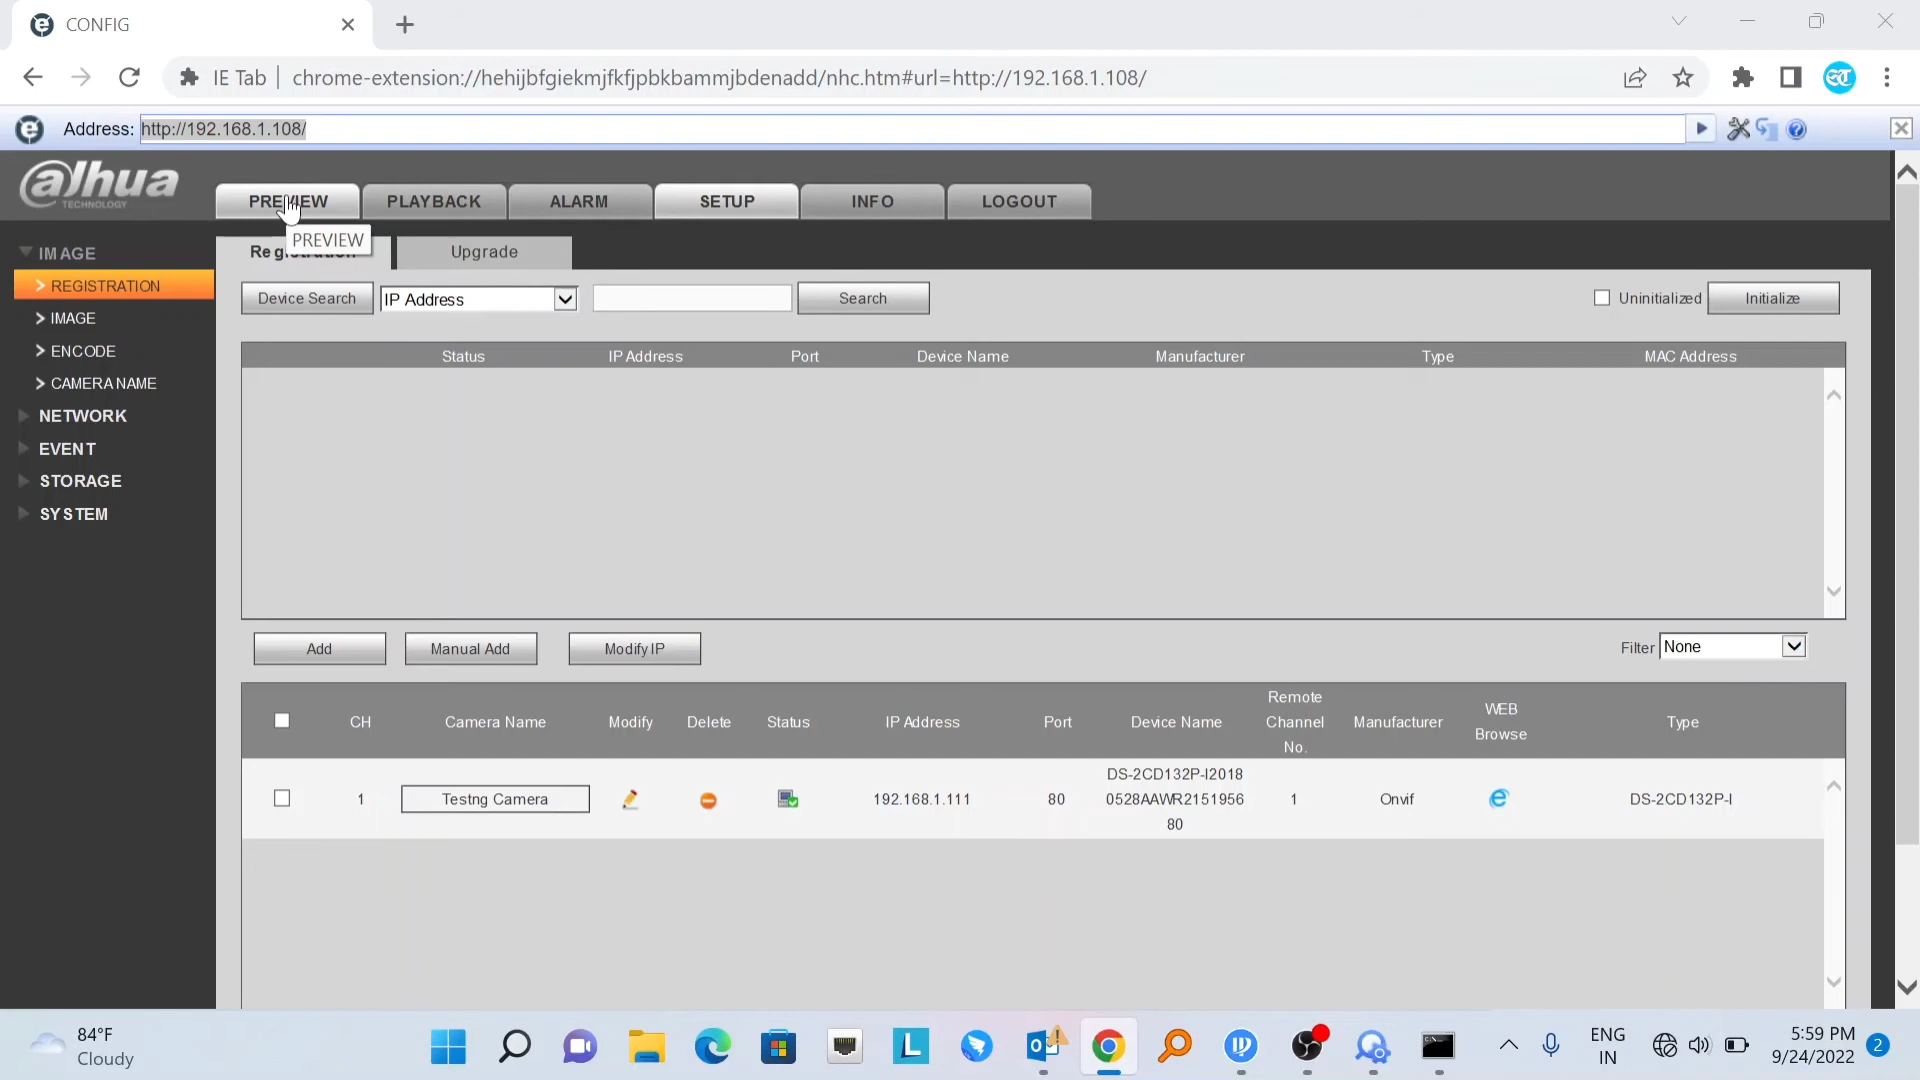 CONFIG
IE Tab
chrome-extension://hehijbfgiekmjfkfjpbkbammjbdenadd/nhc.htm#url=http://192.168.1.108/
Address: http://192.168.1.108/
alhua
TECHNOLOGY
PREVIEW
PLAYBACK
ALARM
SETUP
INFO
LOGOUT
PREVIEW
IMAGE
REGISTRATION
IMAGE
ENCODE
CAMERA NAME
NETWORK
EVENT
STORAGE
SYSTEM
Registration
Upgrade
Device Search
IP Address
Search
Uninitialized
Initialize
Status
IP Address
Port
Device Name
Manufacturer
Type
MAC Address
Add
Manual Add
Modify IP
Filter
None
CH
Camera Name
Modify
Delete
Status
IP Address
Port
Device Name
Remote
Channel
No.
Manufacturer
WEB
Browse
Type
1
Testng Camera
192.168.1.111
80
DS-2CD132P-I2018
0528AAWR2151956
80
1
Onvif
DS-2CD132P-I
84°F
Cloudy
ENG
IN
5:59 PM
9/24/2022
2